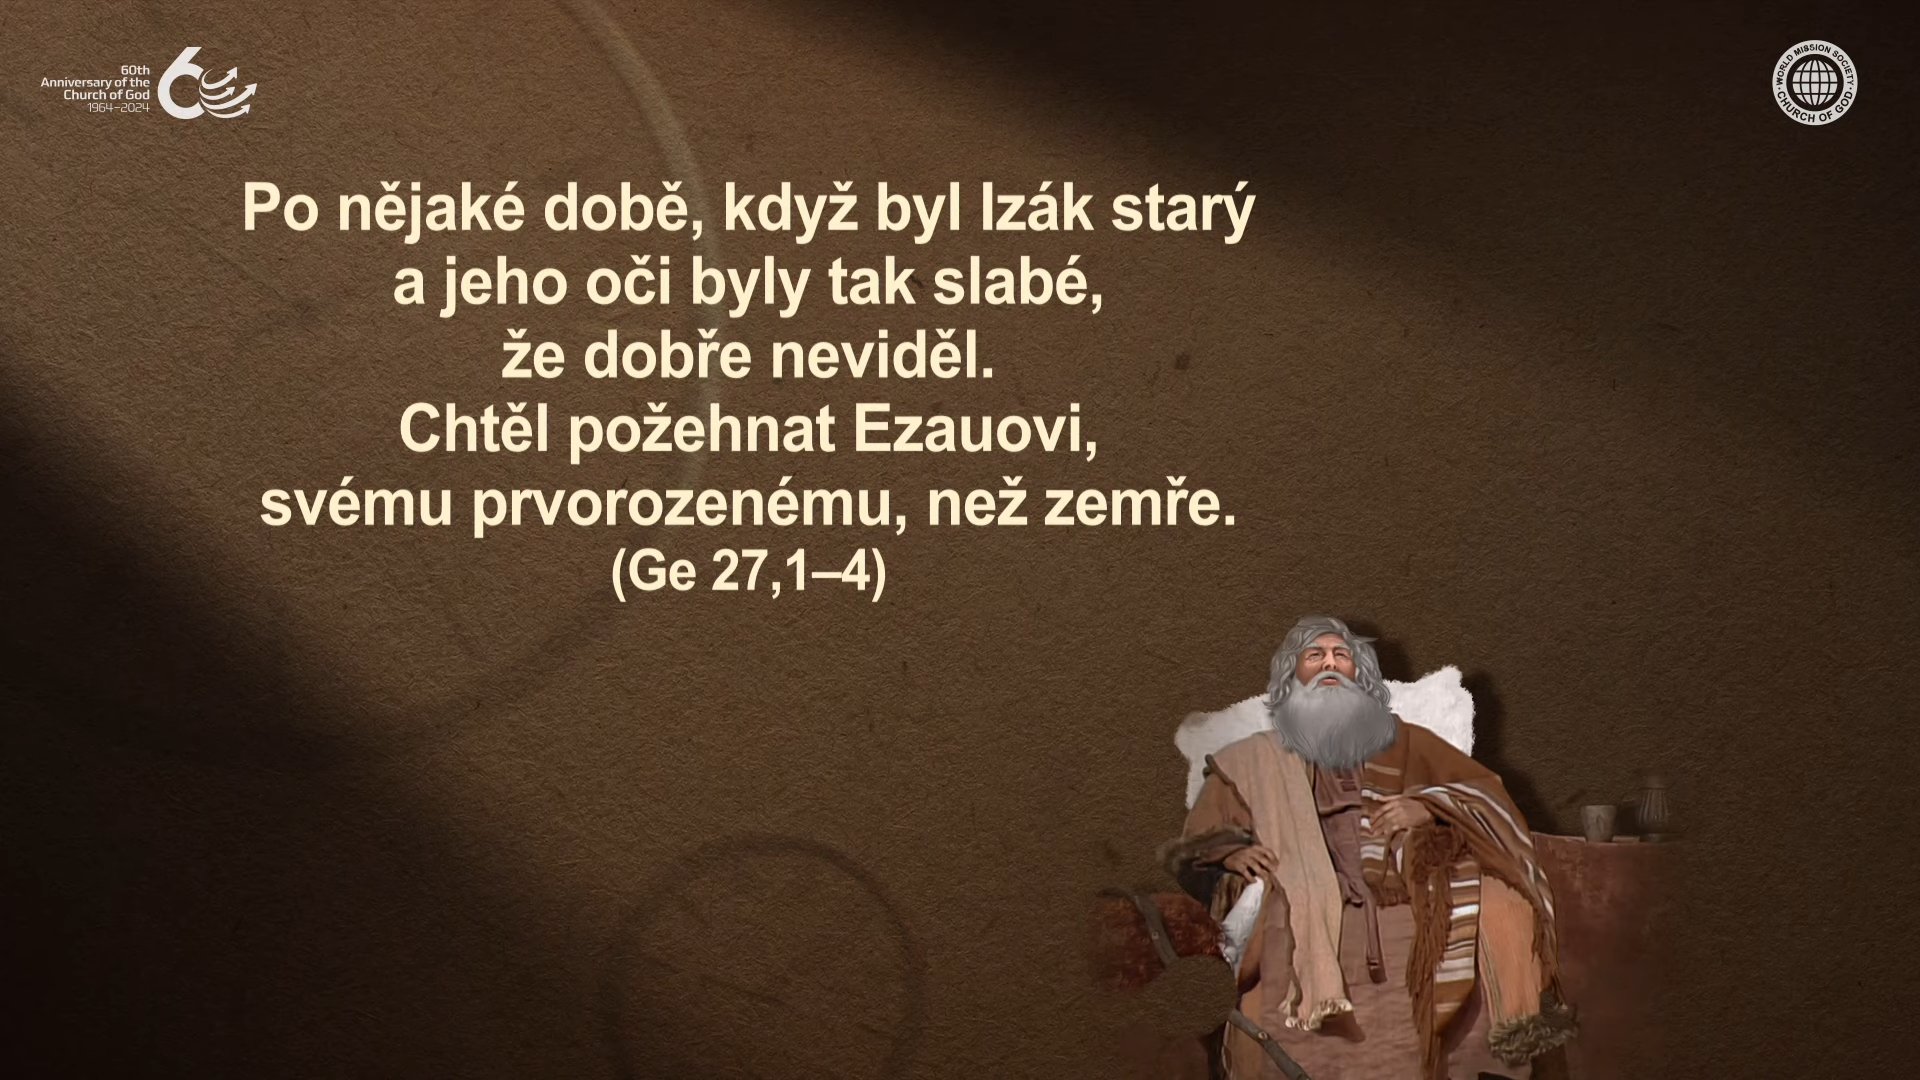 60th
Anniversary of the
Church of God
1964–2024
60
WORLD MISSION SOCIETY
CHURCH OF GOD
Po nějaké době, když byl Izák starý
a jeho oči byly tak slabé,
že dobře neviděl.
Chtěl požehnat Ezauovi,
svému prvorozenému, než zemře.
(Ge 27,1–4)